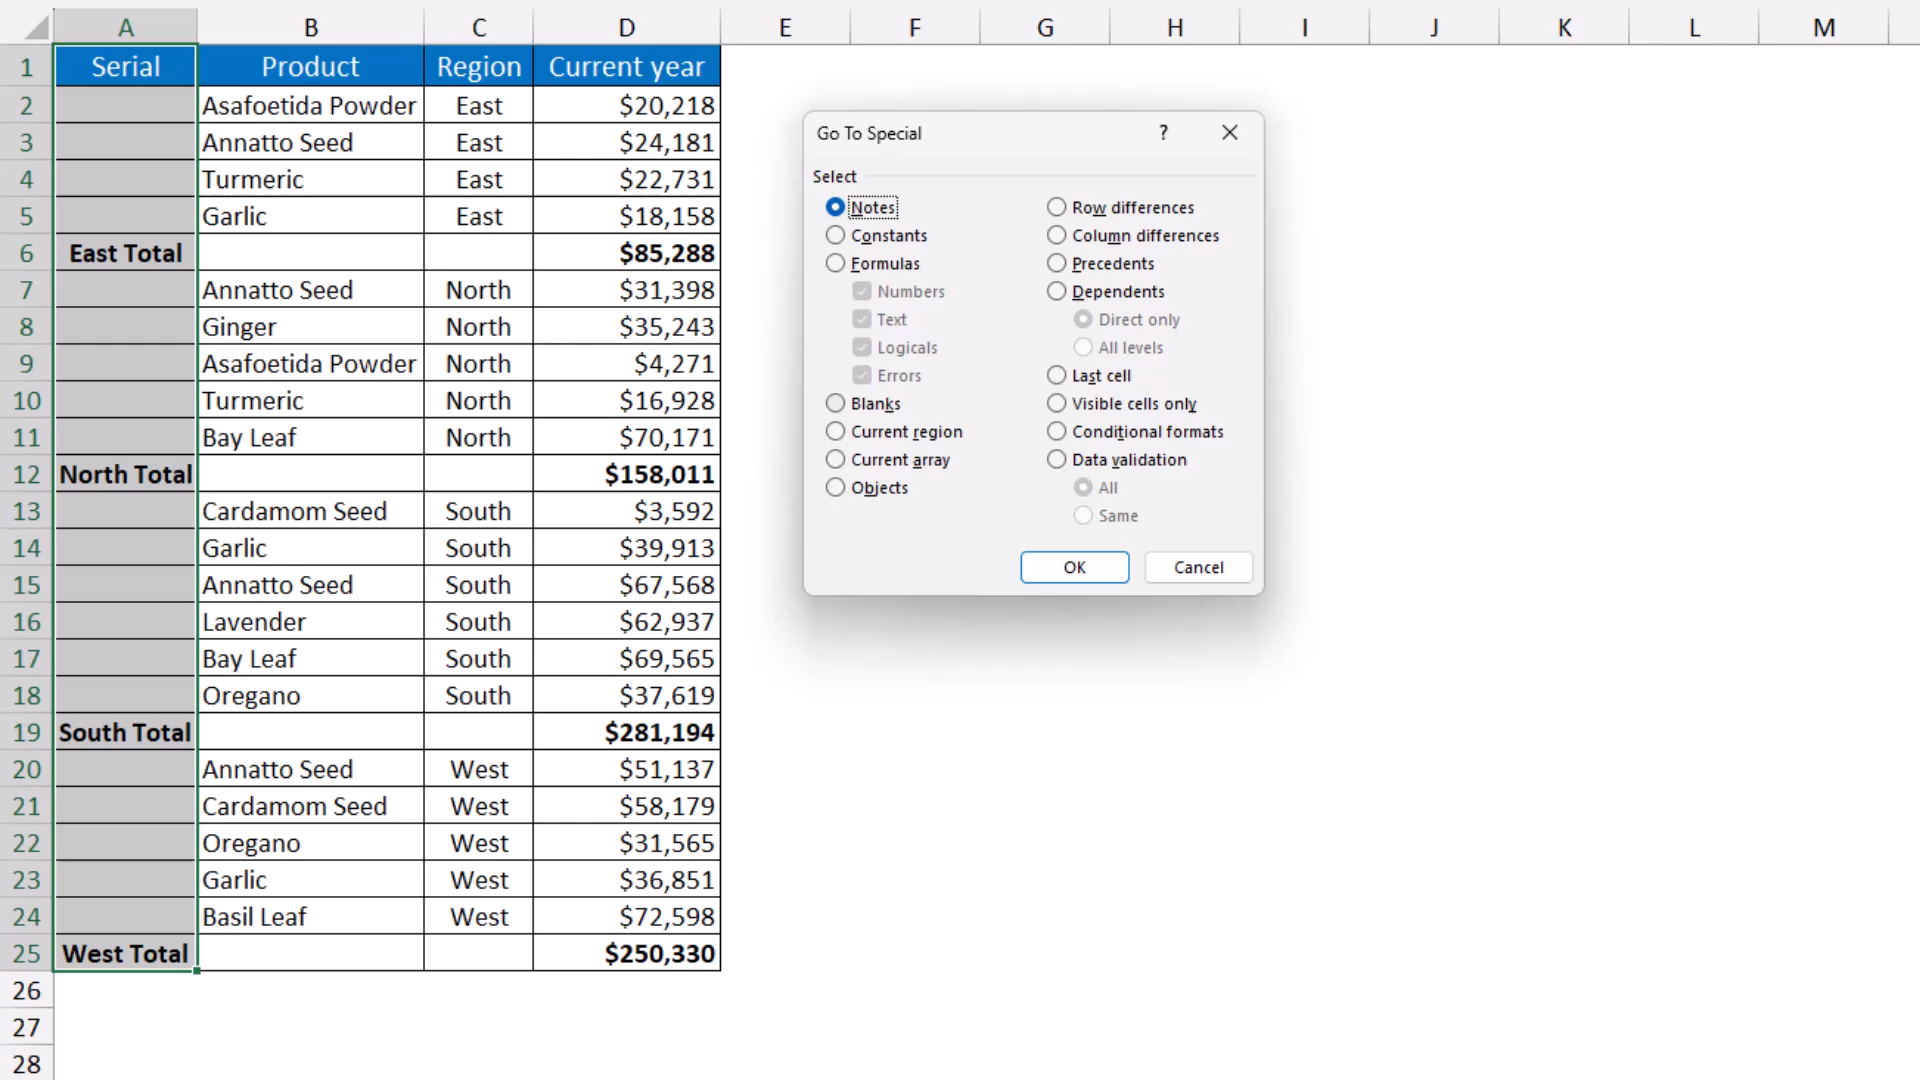 A B C D E F G H I J K L M
1 Serial Product Region Current year
2 Asafoetida Powder East $20,218
3 Annatto Seed East $24,181
4 Turmeric East $22,731
5 Garlic East $18,158
6 East Total $85,288
7 Annatto Seed North $31,398
8 Ginger North $35,243
9 Asafoetida Powder North $4,271
10 Turmeric North $16,928
11 Bay Leaf North $70,171
12 North Total $158,011
13 Cardamom Seed South $3,592
14 Garlic South $39,913
15 Annatto Seed South $67,568
16 Lavender South $62,937
17 Bay Leaf South $69,565
18 Oregano South $37,619
19 South Total $281,194
20 Annatto Seed West $51,137
21 Cardamom Seed West $58,179
22 Oregano West $31,565
23 Garlic West $36,851
24 Basil Leaf West $72,598
25 West Total $250,330
26
27
28
Go To Special ?
Select
Notes Row differences
Constants Column differences
Formulas Precedents
Numbers Dependents
Text Direct only
Logicals All levels
Errors Last cell
Blanks Visible cells only
Current region Conditional formats
Current array Data validation
Objects All
Same
OK Cancel